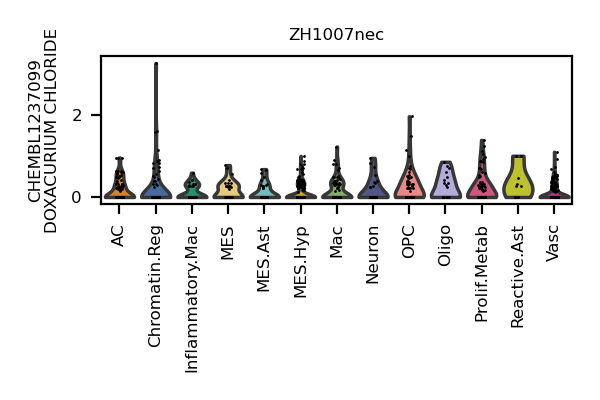 ZH1007nec
CHEMBL1237099
DOXACURIUM CHLORIDE
2
0
AC
Chromatin.Reg
Inflammatory.Mac
MES
MES.Ast
MES.Hyp
Mac
Neuron
OPC
Oligo
Prolif.Metab
Reactive.Ast
Vasc